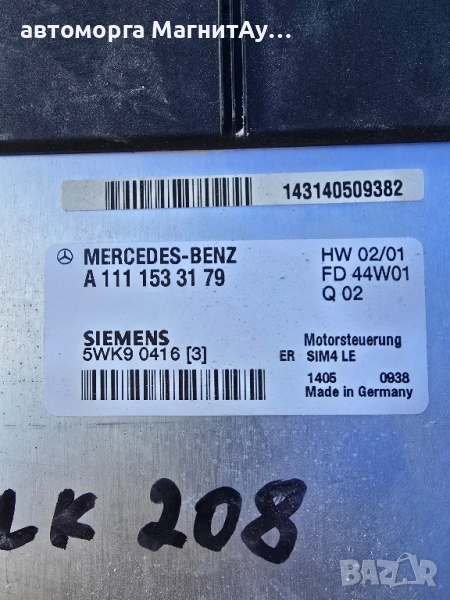 автоморга МагнитАу...
143140509382
MERCEDES-BENZ HW 02/01
A 111 153 31 79 FD 44W01
Q 02
SIEMENS Motorsteuerung
5WK9 0416 [3] ER SIM4 LE
1405 0938
Made in Germany
LK 208
BAZAR